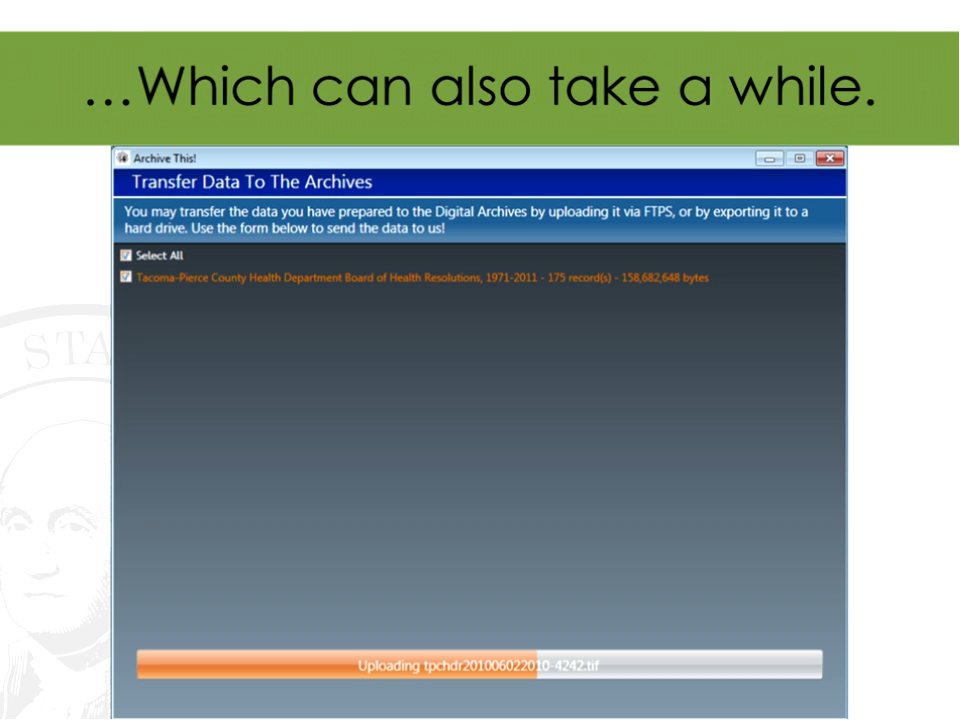 …Which can also take a while.
Archive This!
Transfer Data To The Archives
You may transfer the data you have prepared to the Digital Archives by uploading it via FTPS, or by exporting it to a
hard drive. Use the form below to send the data to us!
Select All
Tacoma-Pierce County Health Department Board of Health Resolutions, 1971-2011 - 175 record(s) - 158,682,648 bytes
STA
Uploading tpchdr201006022010-4242.tif